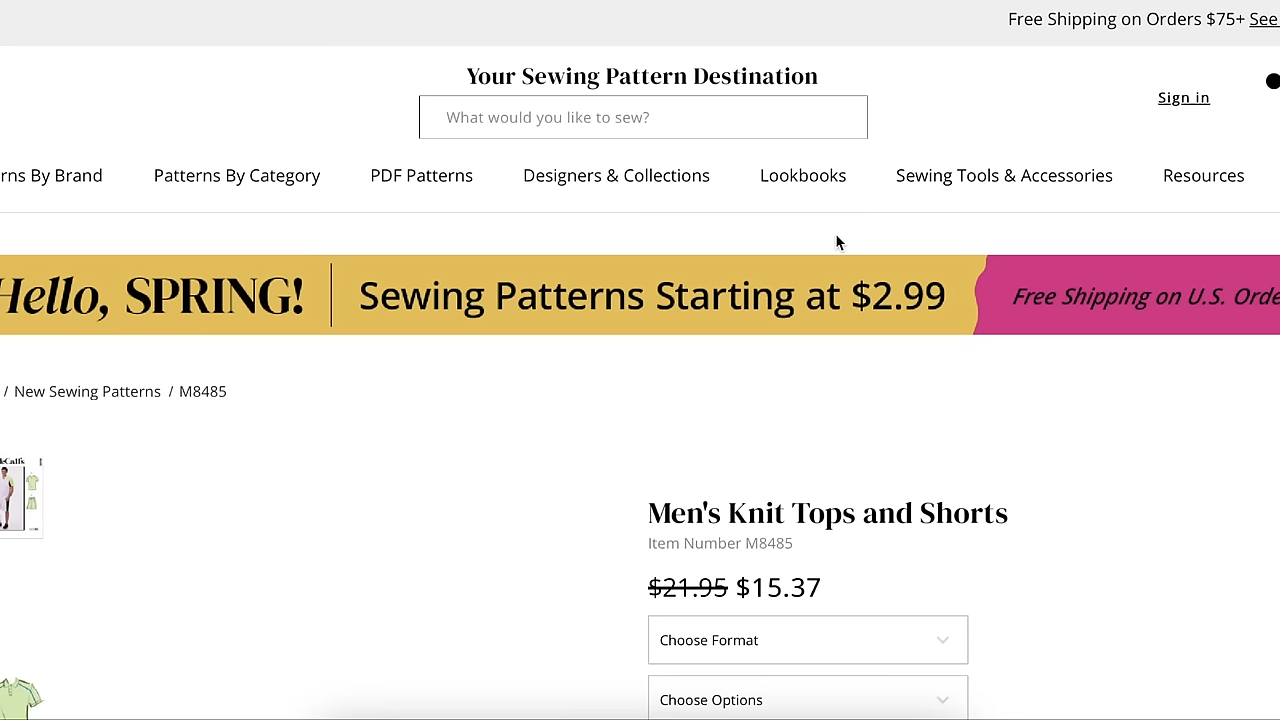 Free Shipping on Orders $75+ See
Your Sewing Pattern Destination
What would you like to sew?
Sign in
rns By Brand
Patterns By Category
PDF Patterns
Designers & Collections
Lookbooks
Sewing Tools & Accessories
Resources
Hello, SPRING!
Sewing Patterns Starting at $2.99
Free Shipping on U.S. Orde
/ New Sewing Patterns / M8485
Men's Knit Tops and Shorts
Item Number M8485
$21.95 $15.37
Choose Format
Choose Options